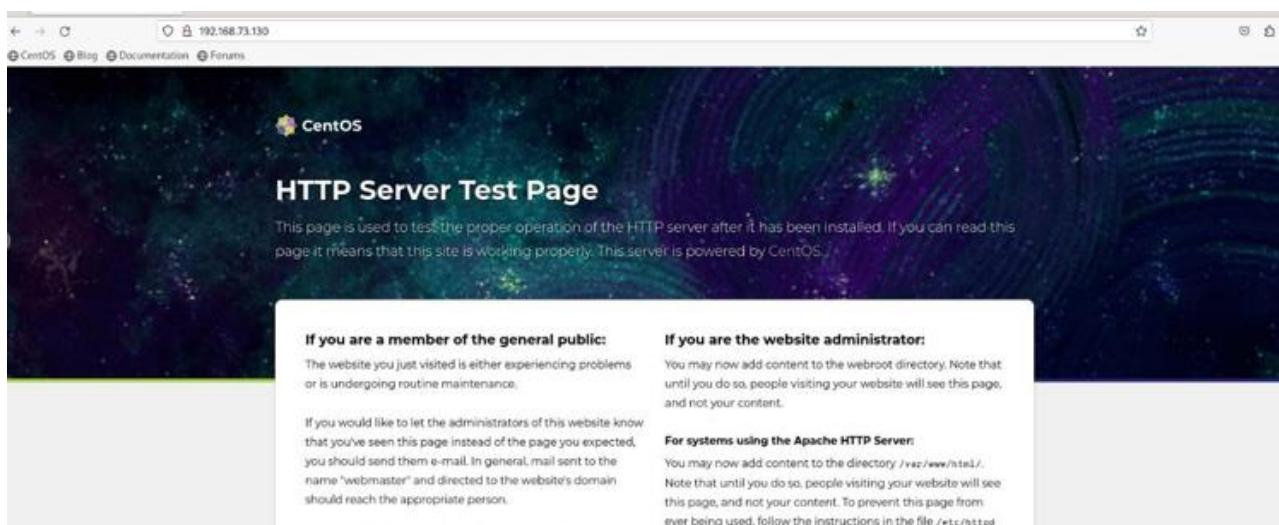 192.168.73.130
CentOS Blog Documentation Forums
CentOS
HTTP Server Test Page
This page is used to test the proper operation of the HTTP server after it has been installed. If you can read this
page it means that this site is working properly. This server is powered by CentOS.
If you are a member of the general public:
The website you just visited is either experiencing problems
or is undergoing routine maintenance.
If you would like to let the administrators of this website know
that you've seen this page instead of the page you expected,
you should send them e-mail. In general, mail sent to the
name "webmaster" and directed to the website's domain
should reach the appropriate person.
If you are the website administrator:
You may now add content to the webroot directory. Note that
until you do so, people visiting your website will see this page,
and not your content.
For systems using the Apache HTTP Server:
You may now add content to the directory /var/www/html/.
Note that until you do so, people visiting your website will see
this page, and not your content. To prevent this page from
ever being used, follow the instructions in the file /etc/httpd